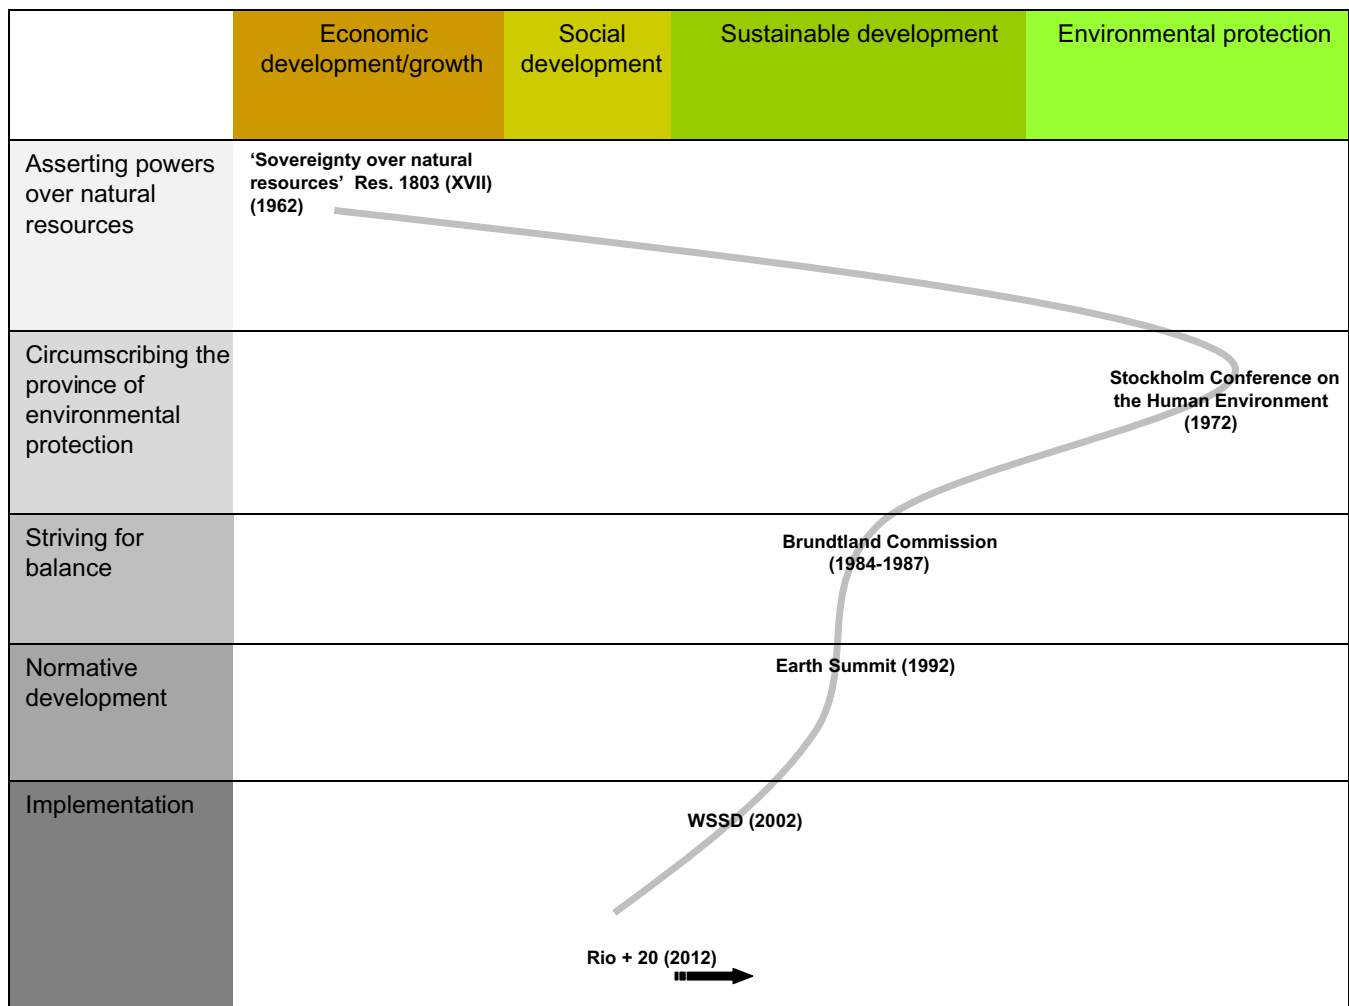 Economic
development/growth
Social
development
Sustainable development
Environmental protection
Asserting powers
over natural
resources
‘Sovereignty over natural
resources’ Res. 1803 (XVII)
(1962)
Circumscribing the
province of
environmental
protection
Stockholm Conference on
the Human Environment
(1972)
Striving for
balance
Brundtland Commission
(1984-1987)
Normative
development
Earth Summit (1992)
Implementation
WSSD (2002)
Rio + 20 (2012)